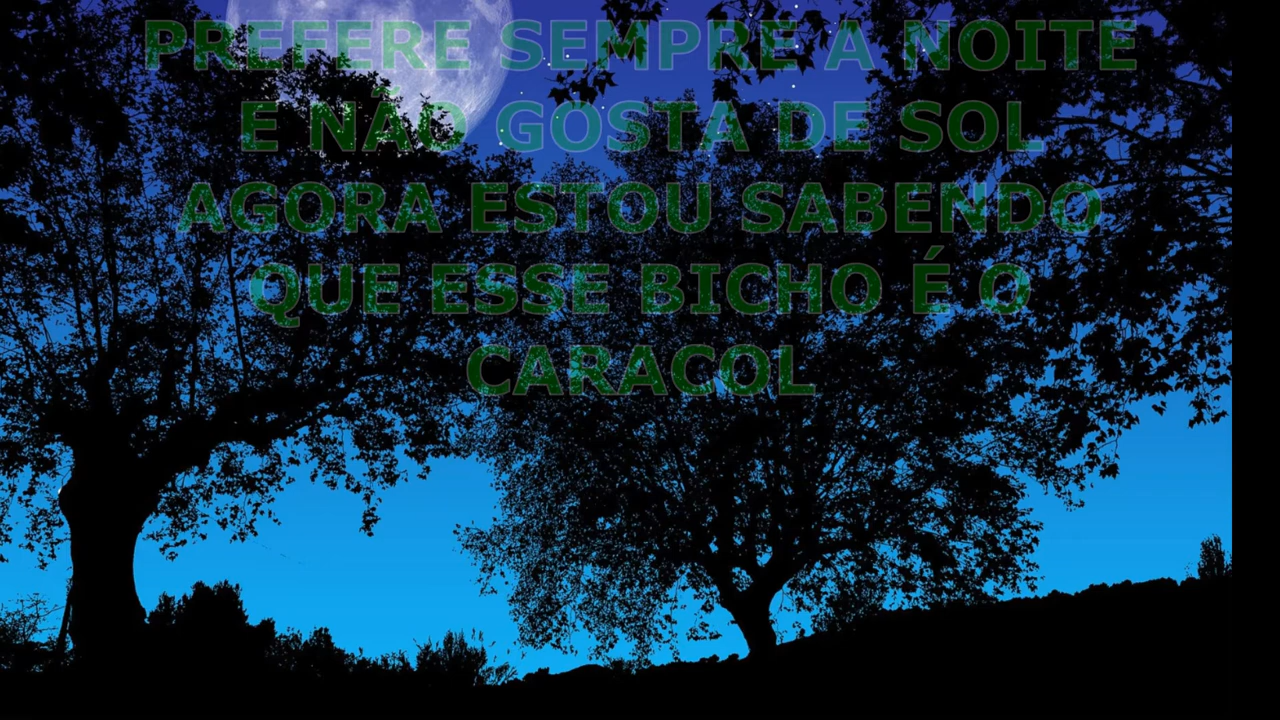 PREFERE SEMPRE A NOITE
E NÃO GOSTA DE SOL
AGORA ESTOU SABENDO
QUE ESSE BICHO É O
CARACOL